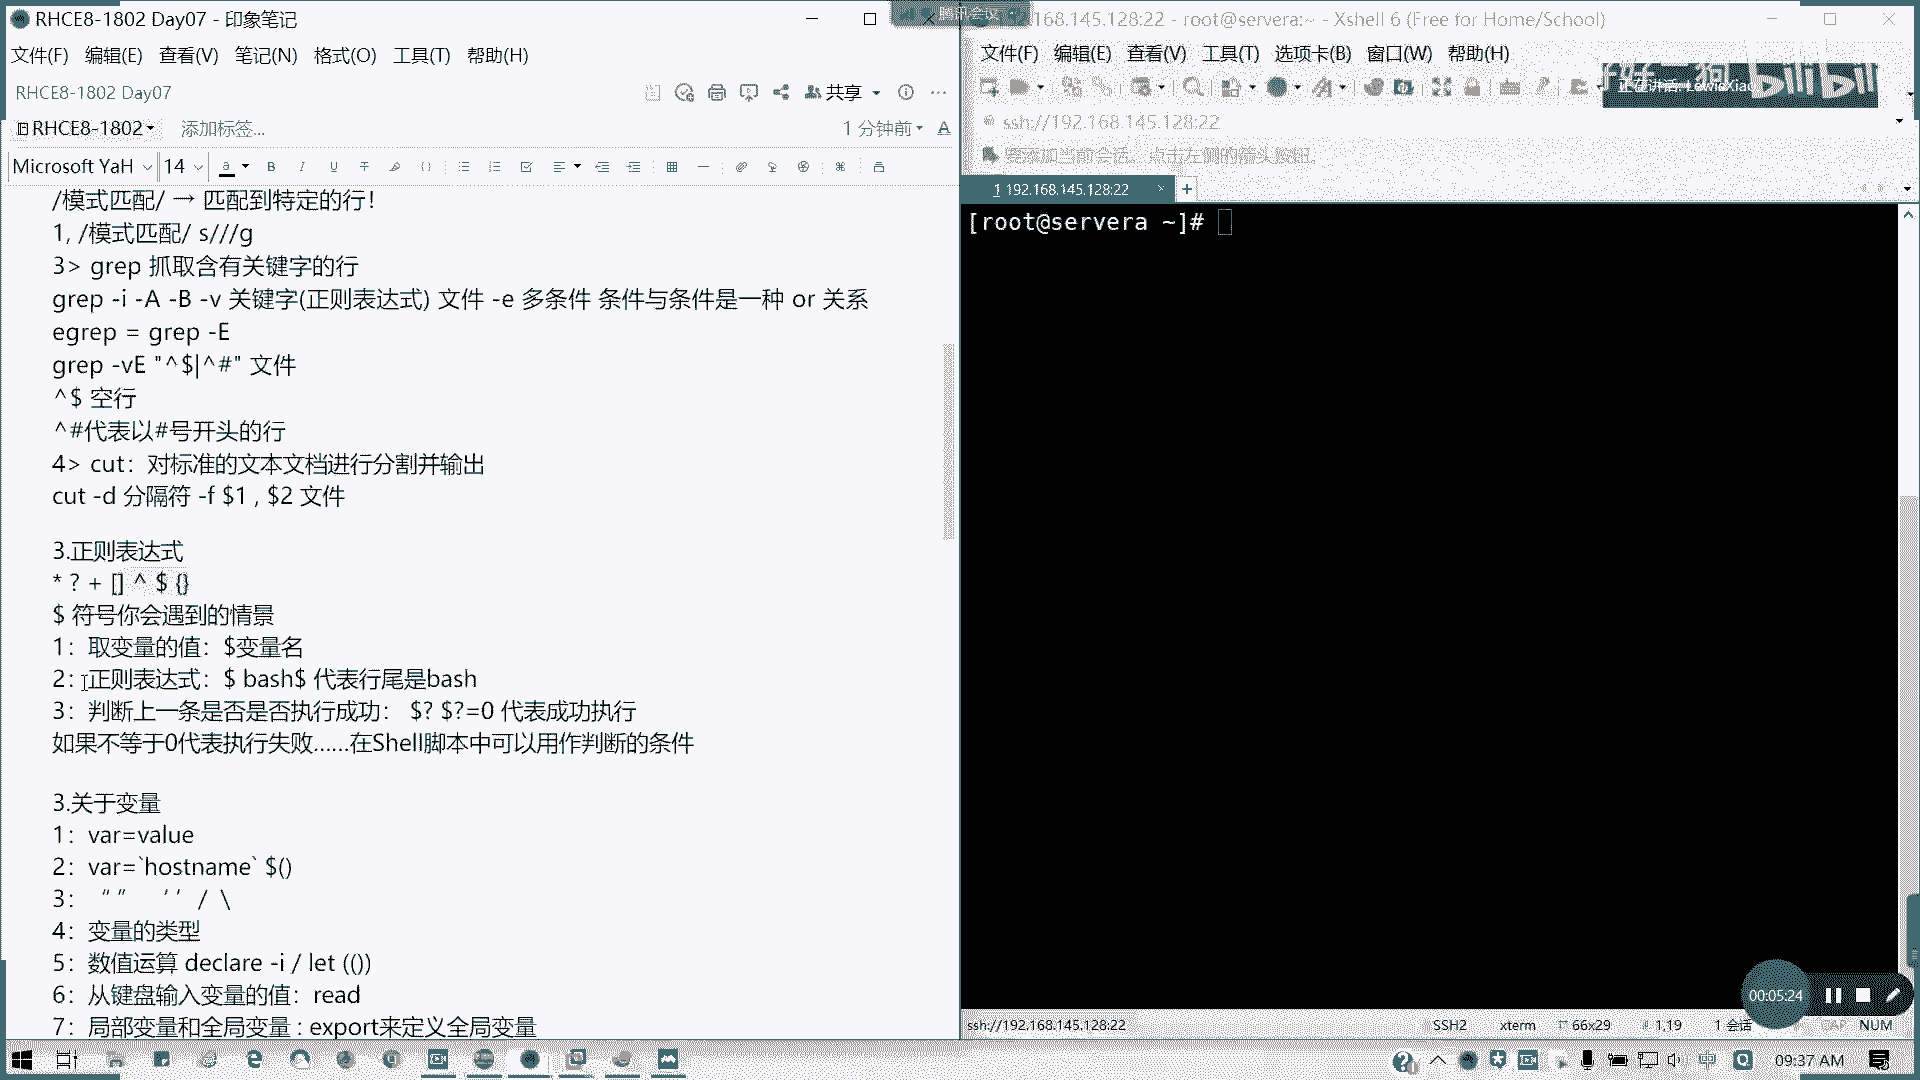 RHCE8-1802 Day07 - 印象笔记
文件(F) 编辑(E) 查看(V) 笔记(N) 格式(O) 工具(T) 帮助(H)
RHCE8-1802 Day07
共享
RHCE8-1802 添加标签...
1 分钟前
Microsoft YaH 14
/模式匹配/ → 匹配到特定的行！
1, /模式匹配/ s///g
3> grep 抓取含有关键字的行
grep -i -A -B -v 关键字(正则表达式) 文件 -e 多条件 条件与条件是一种 or 关系
egrep = grep -E
grep -vE "^$|^#" 文件
^$ 空行
^#代表以#号开头的行
4> cut：对标准的文本文档进行分割并输出
cut -d 分隔符 -f $1 , $2 文件
3.正则表达式
* ? + [] ^ $ {}
$ 符号你会遇到的情景
1：取变量的值：$变量名
2：正则表达式：$ bash$ 代表行尾是bash
3：判断上一条是否是否执行成功： $? $?=0 代表成功执行
如果不等于0代表执行失败......在Shell脚本中可以用作判断的条件
3.关于变量
1：var=value
2：var=`hostname` $()
3： “ ” ‘ ’ / \
4：变量的类型
5：数值运算 declare -i / let (())
6：从键盘输入变量的值：read
7：局部变量和全局变量 : export来定义全局变量
腾讯会议
.168.145.128:22 - root@servera:~ - Xshell 6 (Free for Home/School)
文件(F) 编辑(E) 查看(V) 工具(T) 选项卡(B) 窗口(W) 帮助(H)
正在讲话: LewieXiao
bilibili
ssh://192.168.145.128:22
要添加当前会话，点击左侧的箭头按钮。
1 192.168.145.128:22
[root@servera ~]#
00:05:24
ssh://192.168.145.128:22 SSH2 xterm 66x29 1,19 1 会话 CAP NUM
中 09:37 AM